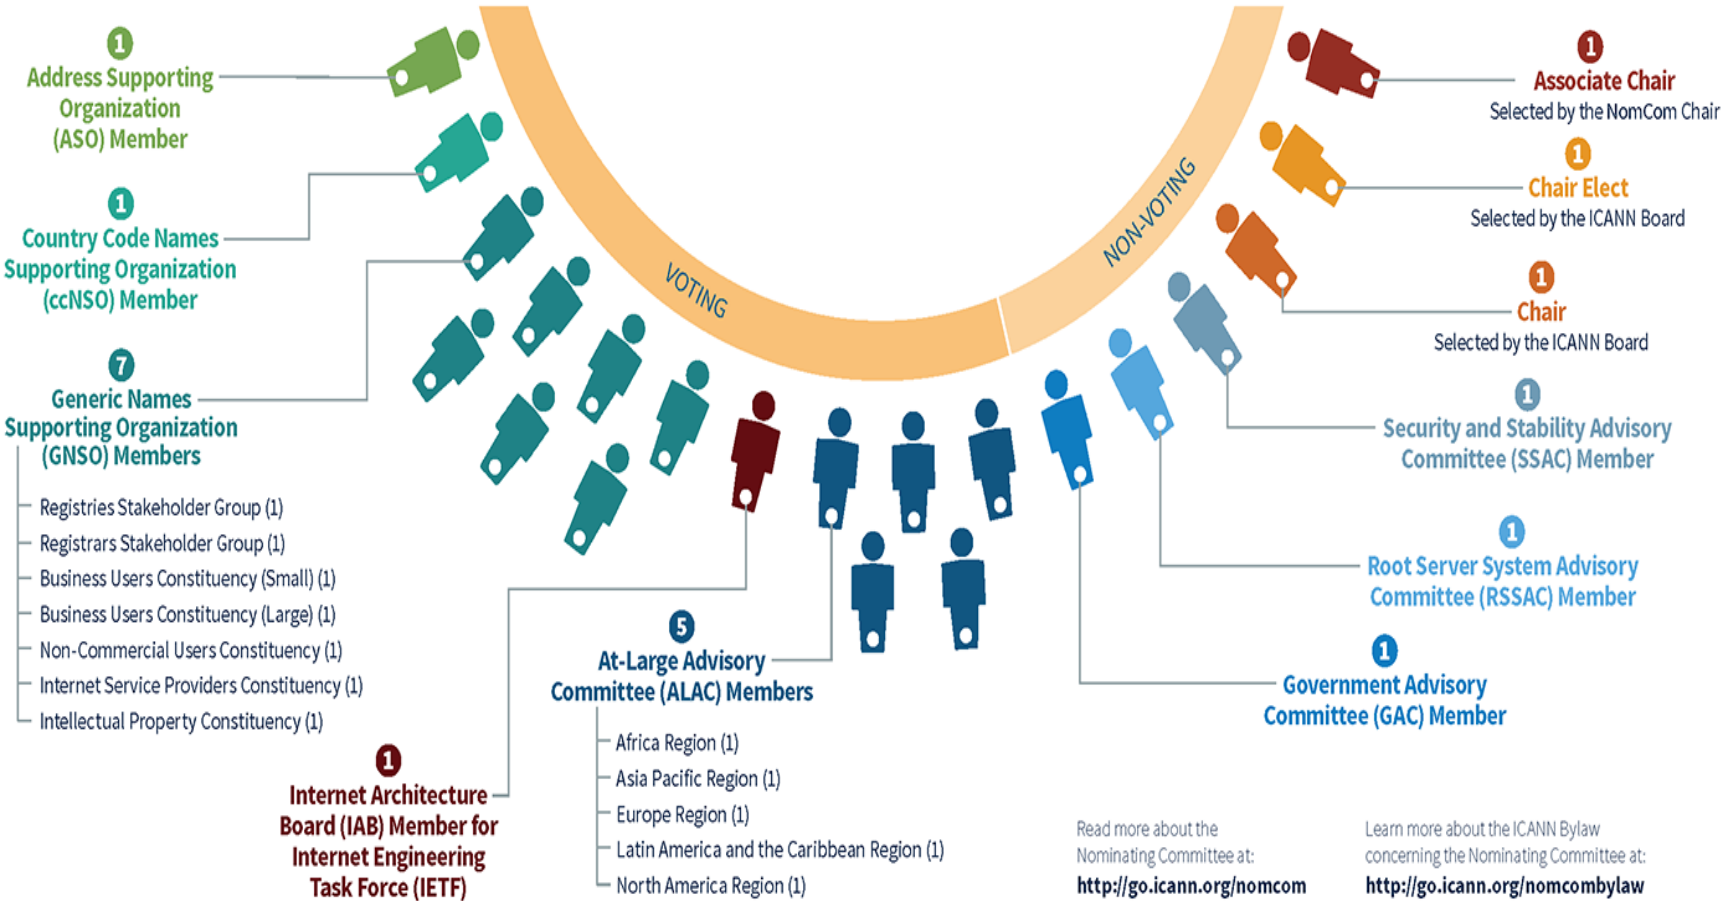 1
Address Supporting
Organization
(ASO) Member
1
Country Code Names
Supporting Organization
(ccNSO) Member
7
Generic Names
Supporting Organization
(GNSO) Members
Registries Stakeholder Group (1)
Registrars Stakeholder Group (1)
Business Users Constituency (Small) (1)
Business Users Constituency (Large) (1)
Non-Commercial Users Constituency (1)
Internet Service Providers Constituency (1)
Intellectual Property Constituency (1)
1
Internet Architecture
Board (IAB) Member for
Internet Engineering
Task Force (IETF)
5
At-Large Advisory
Committee (ALAC) Members
Africa Region (1)
Asia Pacific Region (1)
Europe Region (1)
Latin America and the Caribbean Region (1)
North America Region (1)
VOTING
NON-VOTING
1
Associate Chair
Selected by the NomCom Chair
1
Chair Elect
Selected by the ICANN Board
1
Chair
Selected by the ICANN Board
1
Security and Stability Advisory
Committee (SSAC) Member
1
Root Server System Advisory
Committee (RSSAC) Member
1
Government Advisory
Committee (GAC) Member
Read more about the
Nominating Committee at:
http://go.icann.org/nomcom
Learn more about the ICANN Bylaw
concerning the Nominating Committee at:
http://go.icann.org/nomcombylaw